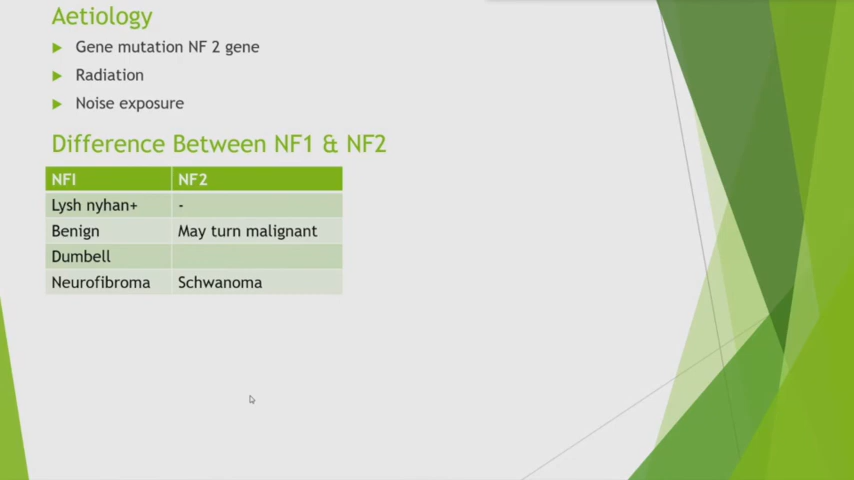 Aetiology
Gene mutation NF 2 gene
Radiation
Noise exposure
Difference Between NF1 & NF2
NF1 NF2
Lysh nyhan+ -
Benign May turn malignant
Dumbell
Neurofibroma Schwanoma